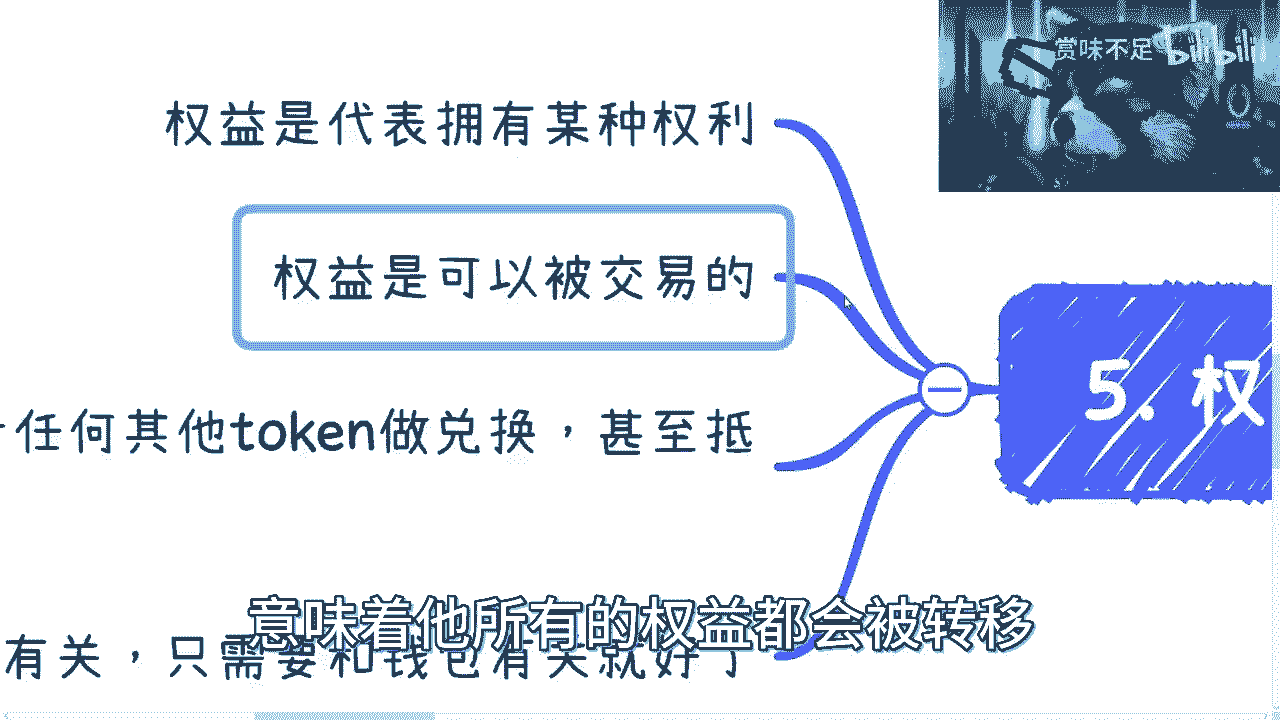 赏味不足 bilibili
权益是代表拥有某种权利
权益是可以被交易的
5. 权
任何其他token做兑换，甚至抵
意味着他所有的权益都会被转移
有关，只需要和钱包有关就好了